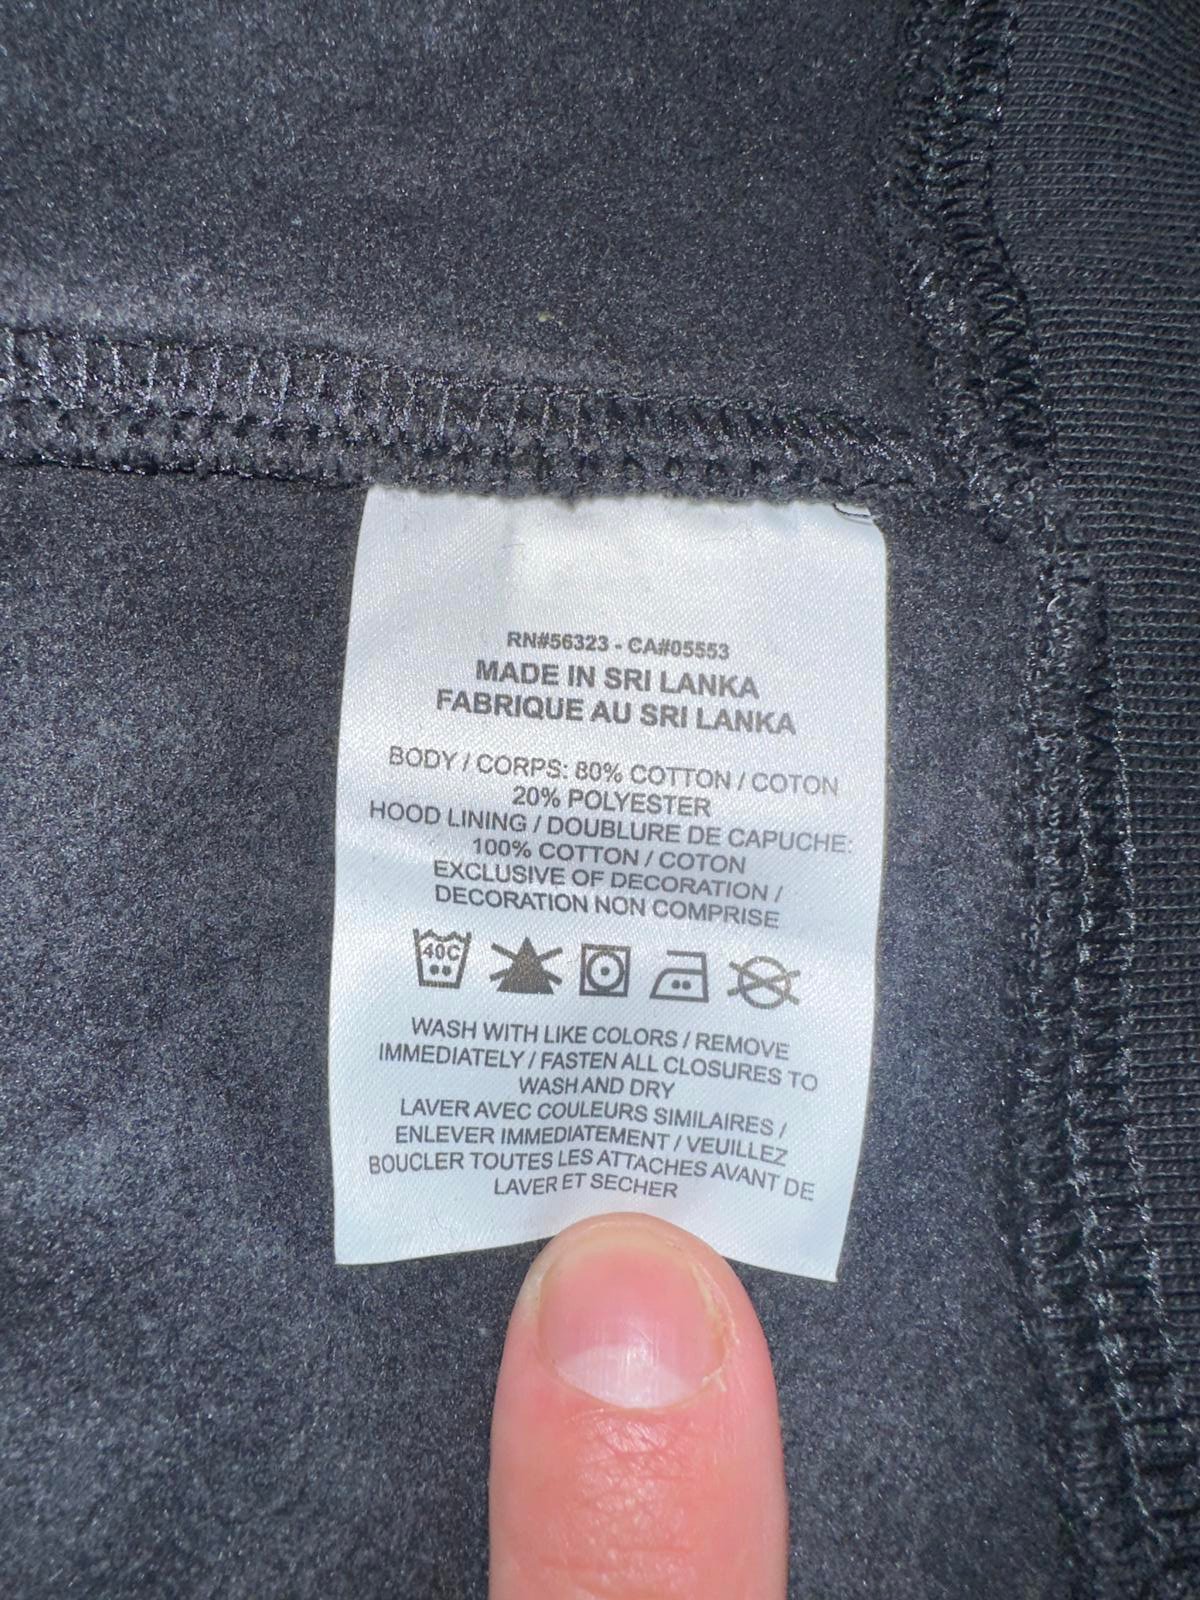 RN#56323 - CA#05553
MADE IN SRI LANKA
FABRIQUE AU SRI LANKA
BODY / CORPS: 80% COTTON / COTON
20% POLYESTER
HOOD LINING / DOUBLURE DE CAPUCHE:
100% COTTON / COTON
EXCLUSIVE OF DECORATION /
DECORATION NON COMPRISE
40C
WASH WITH LIKE COLORS / REMOVE
IMMEDIATELY / FASTEN ALL CLOSURES TO
WASH AND DRY
LAVER AVEC COULEURS SIMILAIRES /
ENLEVER IMMEDIATEMENT / VEUILLEZ
BOUCLER TOUTES LES ATTACHES AVANT DE
LAVER ET SECHER